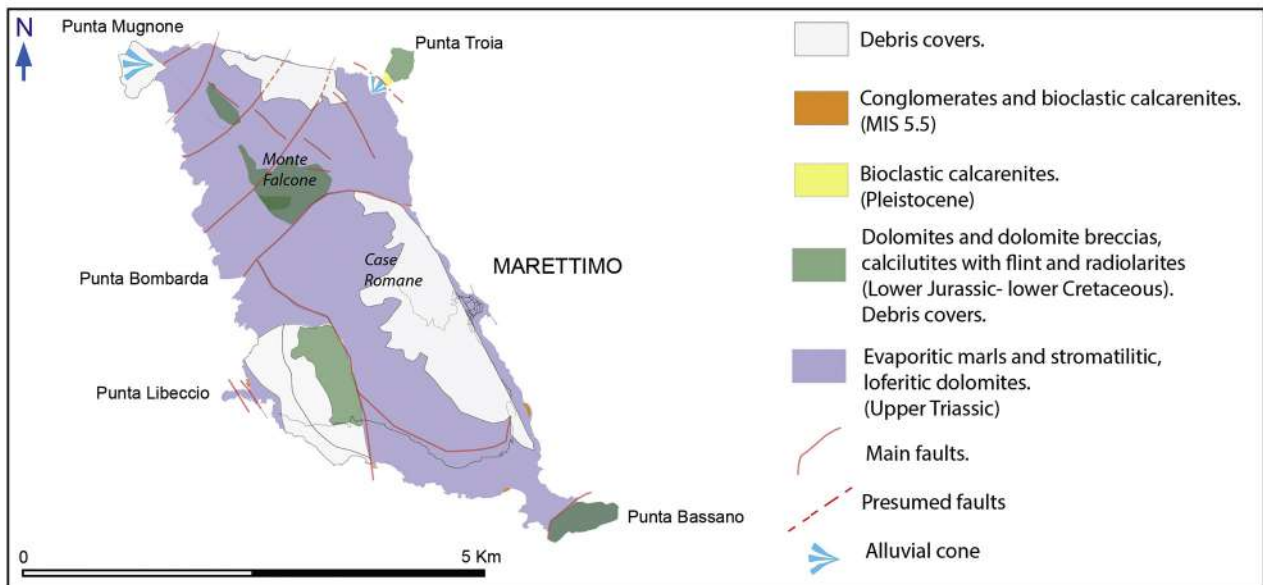 N
Punta Mugnone
Punta Troia
Monte
Falcone
Case
Romane
MARETTIMO
Punta Bombarda
Punta Libeccio
Punta Bassano
0
5 Km
Debris covers.
Conglomerates and bioclastic calcarenites.
(MIS 5.5)
Bioclastic calcarenites.
(Pleistocene)
Dolomites and dolomite breccias,
calcilutites with flint and radiolarites
(Lower Jurassic- lower Cretaceous).
Debris covers.
Evaporitic marls and stromatilitic,
loferitic dolomites.
(Upper Triassic)
Main faults.
Presumed faults
Alluvial cone